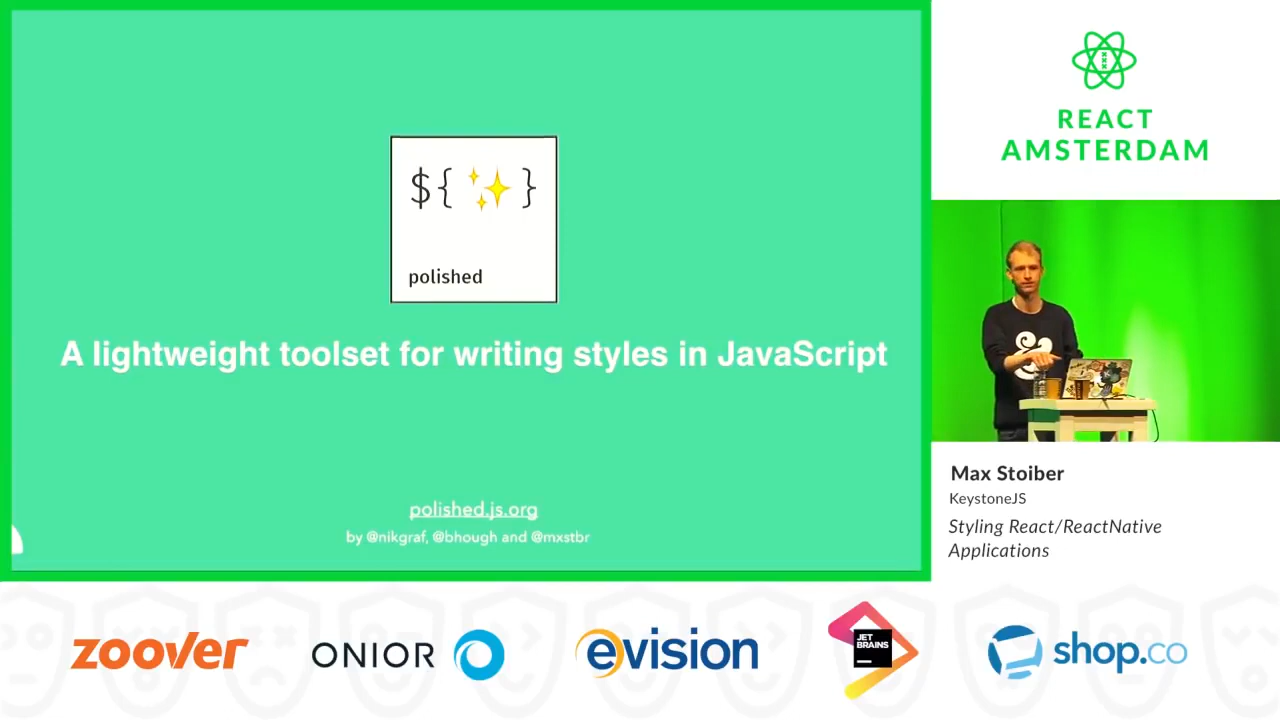 ${ ✨ }
polished
A lightweight toolset for writing styles in JavaScript
polished.js.org
by @nikgraf, @bhough and @mxstbr
REACT
AMSTERDAM
&
Max Stoiber
KeystoneJS
Styling React/ReactNative
Applications
zoover
ONIOR
evision
JET
BRAINS
shop.co